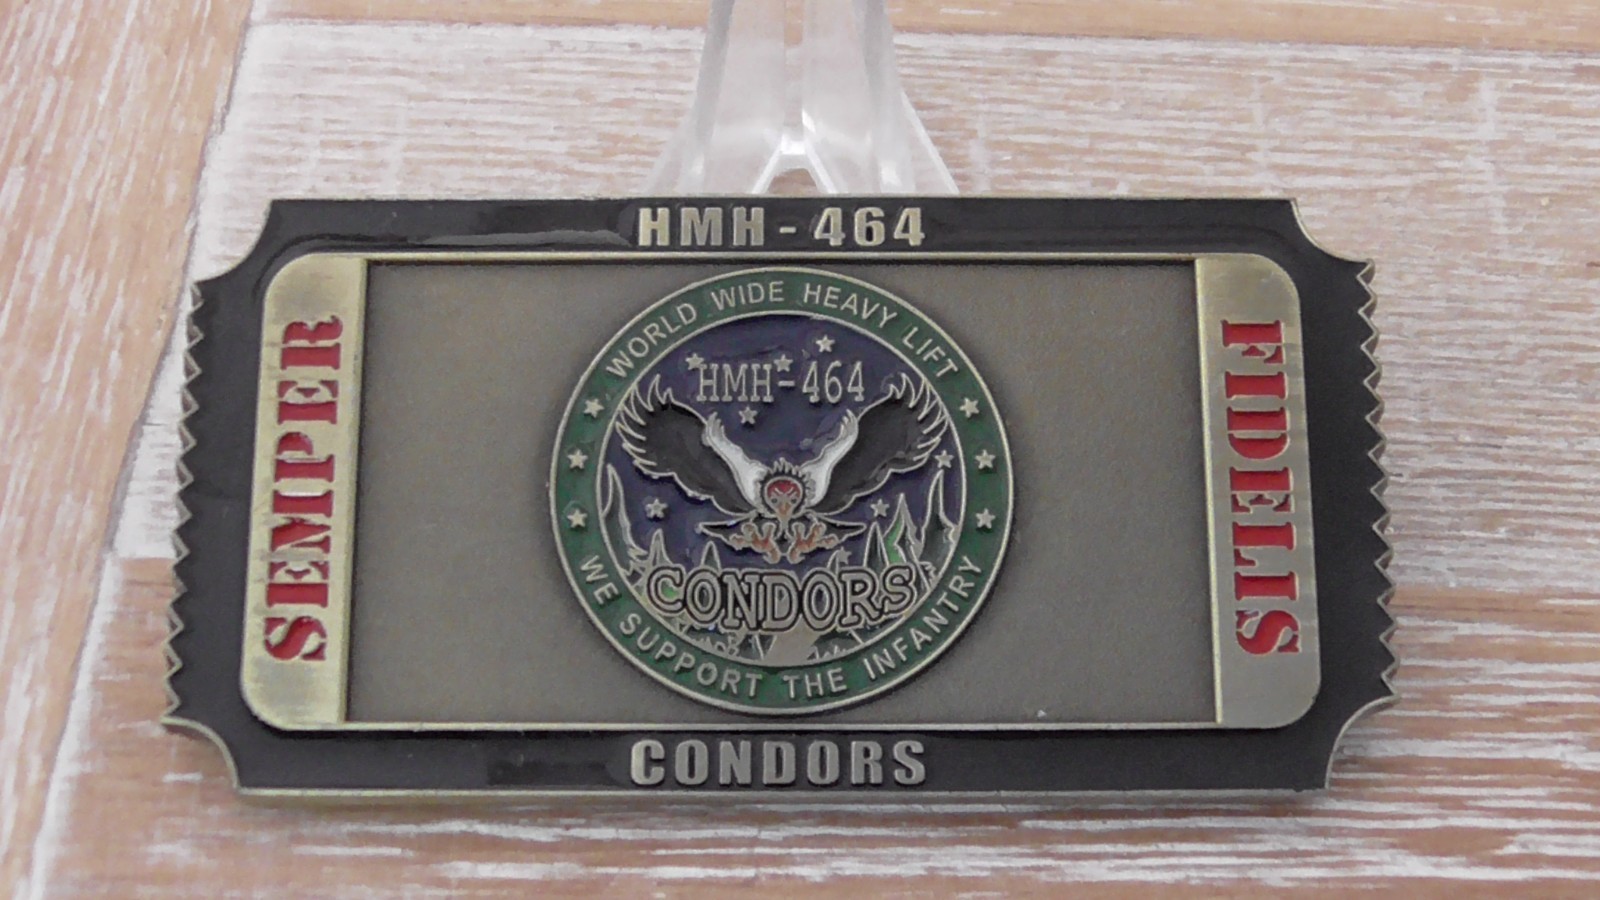 HMH-464
SEMPER
WORLD WIDE HEAVY LIFT
HMH-464
CONDORS
WE SUPPORT THE INFANTRY
FIDELIS
CONDORS